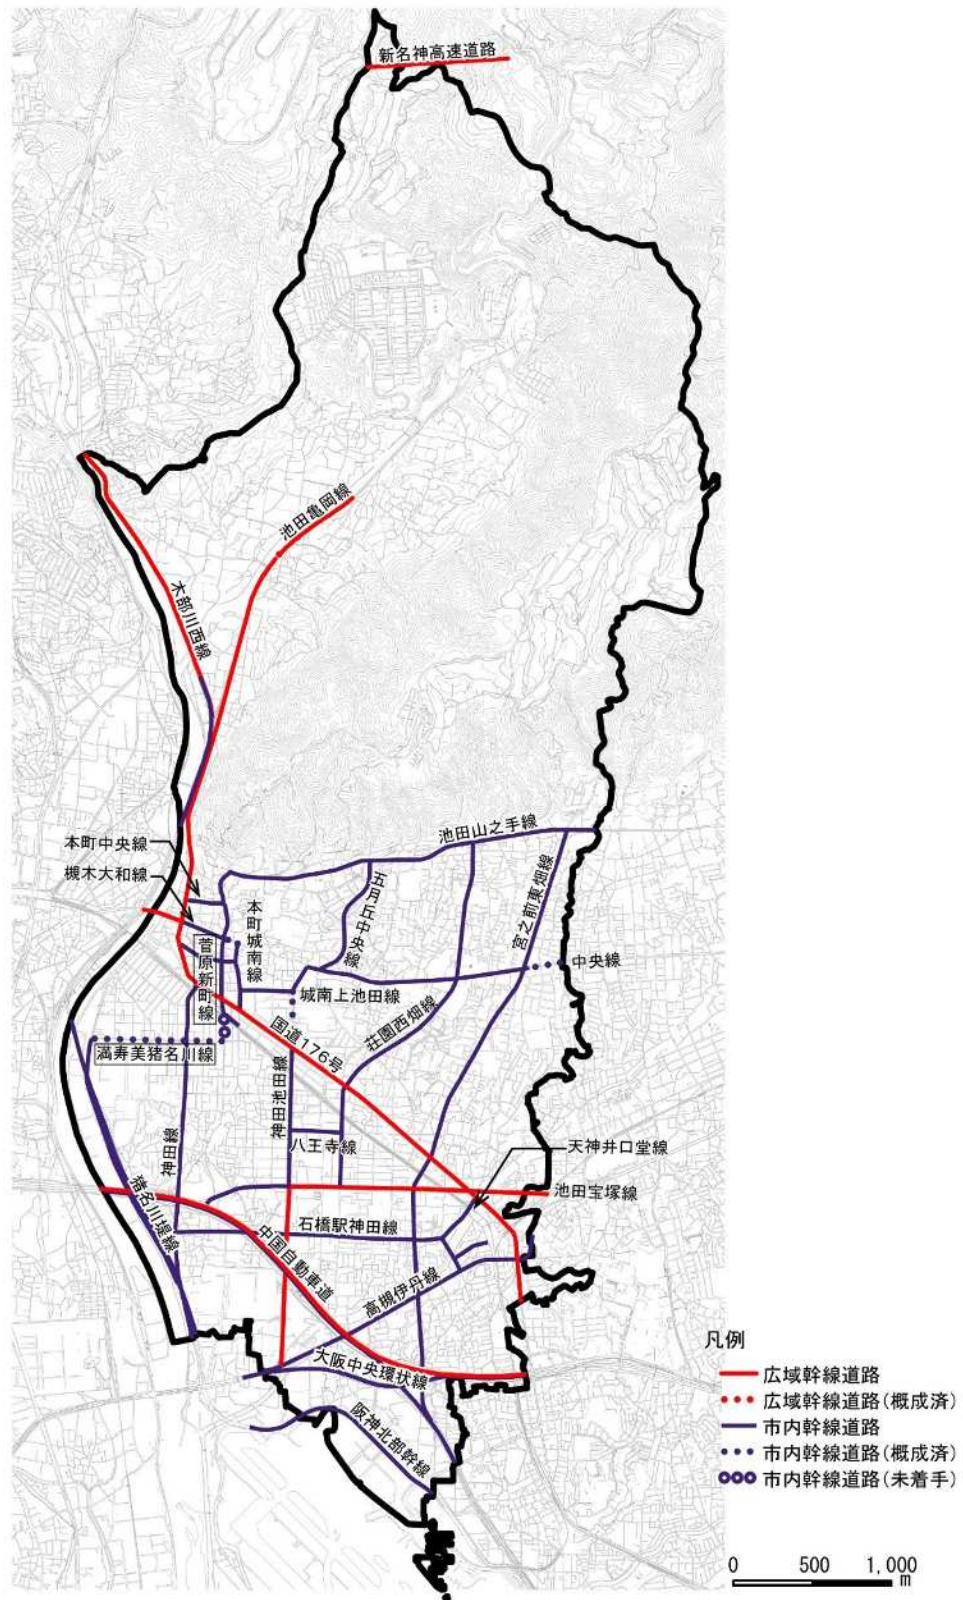 新名神高速道路
池田亀岡線
木部川西線
池田山之手線
本町中央線
槻木大和線
五月丘中央線
宮之前東畑線
本町城南線
菅原新町線
中央線
城南上池田線
荘園西畑線
国道176号
満寿美猪名川線
神田池田線
八王寺線
神田線
天神井口堂線
池田宝塚線
猪名川堤線
石橋駅神田線
中国自動車道
高槻伊丹線
大阪中央環状線
阪神北部幹線
凡例
広域幹線道路
広域幹線道路(概成済)
市内幹線道路
市内幹線道路(概成済)
市内幹線道路(未着手)
0 500 1,000
m